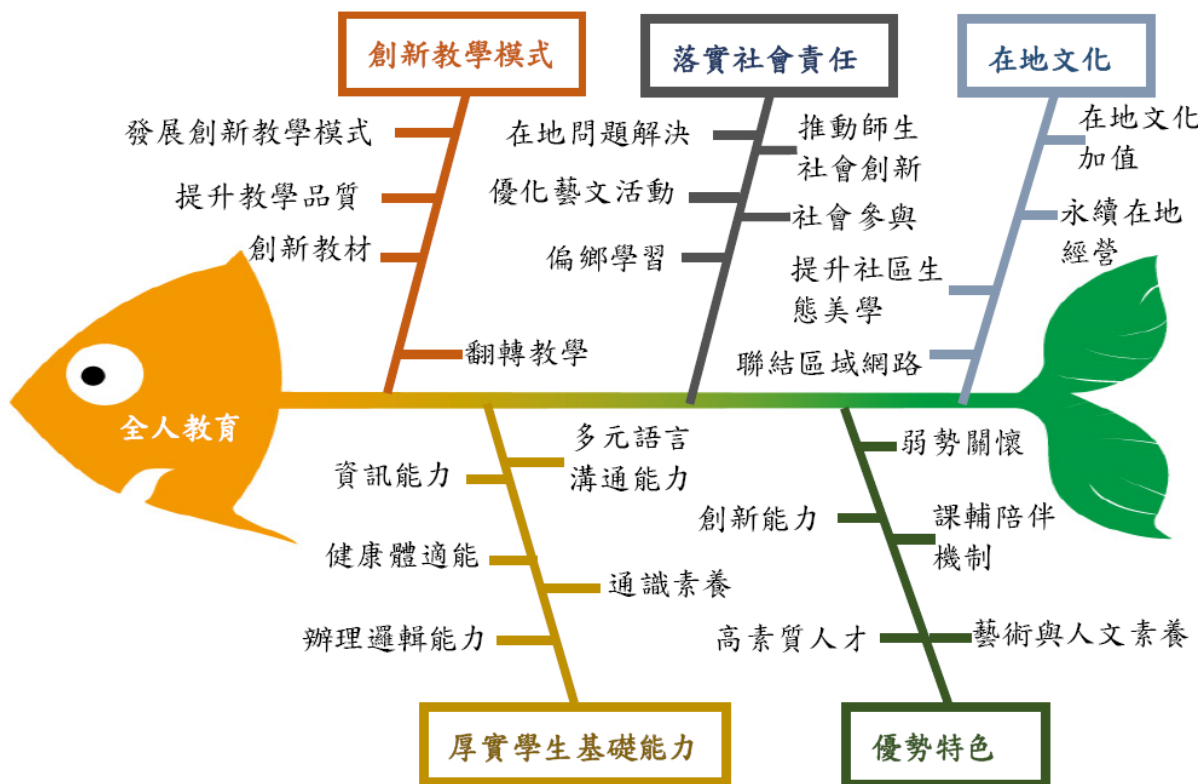 創新教學模式
發展創新教學模式
提升教學品質
創新教材
翻轉教學
落實社會責任
在地問題解決
優化藝文活動
偏鄉學習
推動師生
社會創新
社會參與
在地文化
在地文化
加值
永續在地
經營
提升社區生
態美學
聯結區域網路
全人教育
多元語言
溝通能力
資訊能力
健康體適能
通識素養
辦理邏輯能力
厚實學生基礎能力
弱勢關懷
創新能力
課輔陪伴
機制
高素質人才
藝術與人文素養
優勢特色